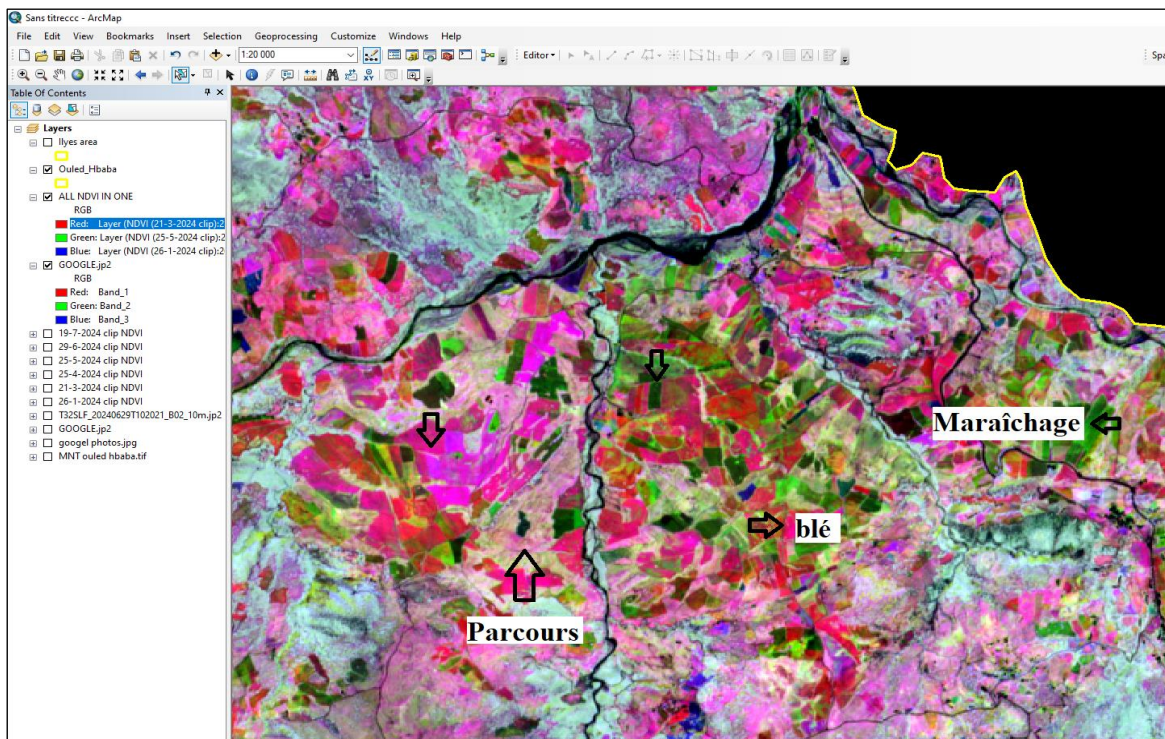 Sans titreccc - ArcMap
File Edit View Bookmarks Insert Selection Geoprocessing Customize Windows Help
1:20 000
Editor
Spa
Table Of Contents
Layers
Ilyes area
Ouled_Hbaba
ALL NDVI IN ONE
RGB
Red: Layer (NDVI (21-3-2024 clip):2
Green: Layer (NDVI (25-5-2024 clip):2
Blue: Layer (NDVI (26-1-2024 clip):2
GOOGLE.jp2
RGB
Red: Band_1
Green: Band_2
Blue: Band_3
19-7-2024 clip NDVI
29-6-2024 clip NDVI
25-5-2024 clip NDVI
25-4-2024 clip NDVI
21-3-2024 clip NDVI
26-1-2024 clip NDVI
T32SLF_20240629T102021_B02_10m.jp2
GOOGLE.jp2
googel photos.jpg
MNT ouled hbaba.tif
Maraîchage
blé
Parcours